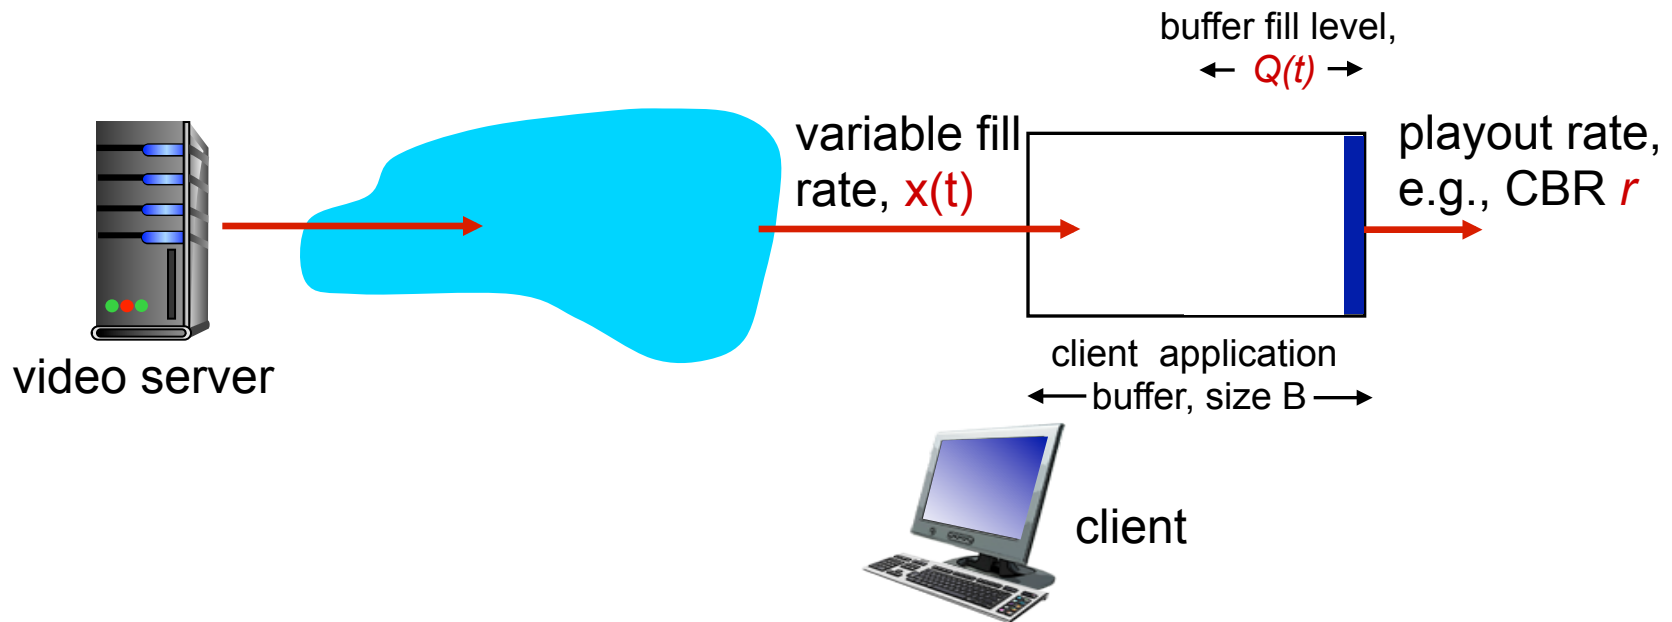 buffer fill level,
Q(t)
variable fill
rate, x(t)
playout rate,
e.g., CBR r
video server
client application
buffer, size B
client